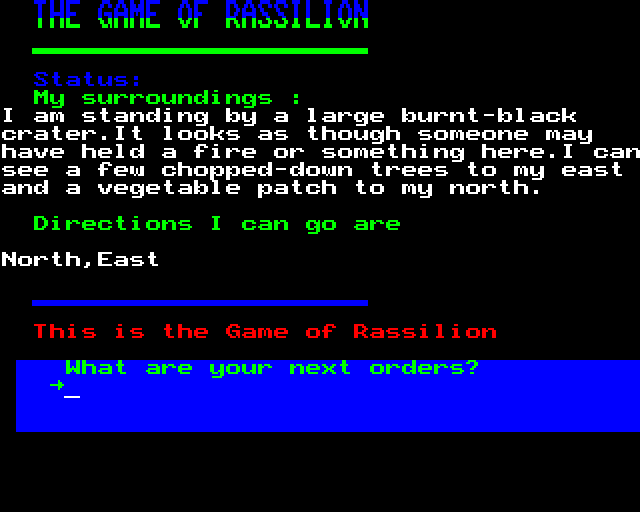 THE GAME OF RASSILION
Status:
My surroundings :
I am standing by a large burnt-black
crater.It looks as though someone may
have held a fire or something here.I can
see a few chopped-down trees to my east
and a vegetable patch to my north.
Directions I can go are
North,East
This is the Game of Rassilion
What are your next orders?
→_